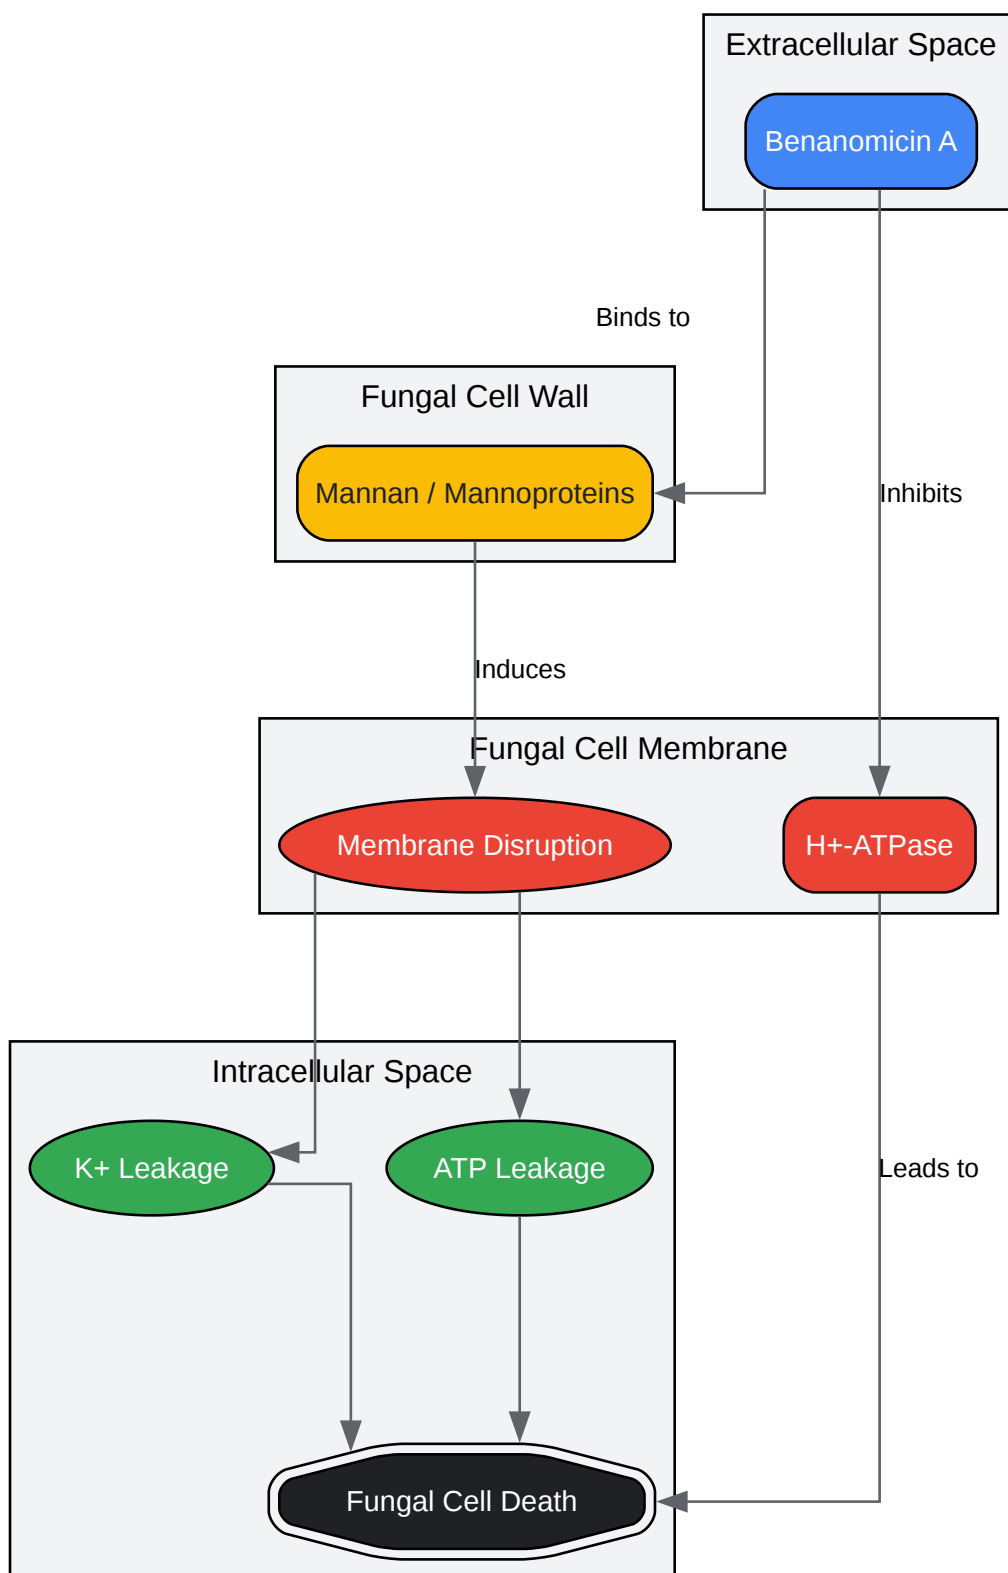 Extracellular Space
Benanomicin A
Binds to
Fungal Cell Wall
Mannan / Mannoproteins
Inhibits
Induces
Fungal Cell Membrane
Membrane Disruption
H+-ATPase
Intracellular Space
K+ Leakage
ATP Leakage
Leads to
Fungal Cell Death